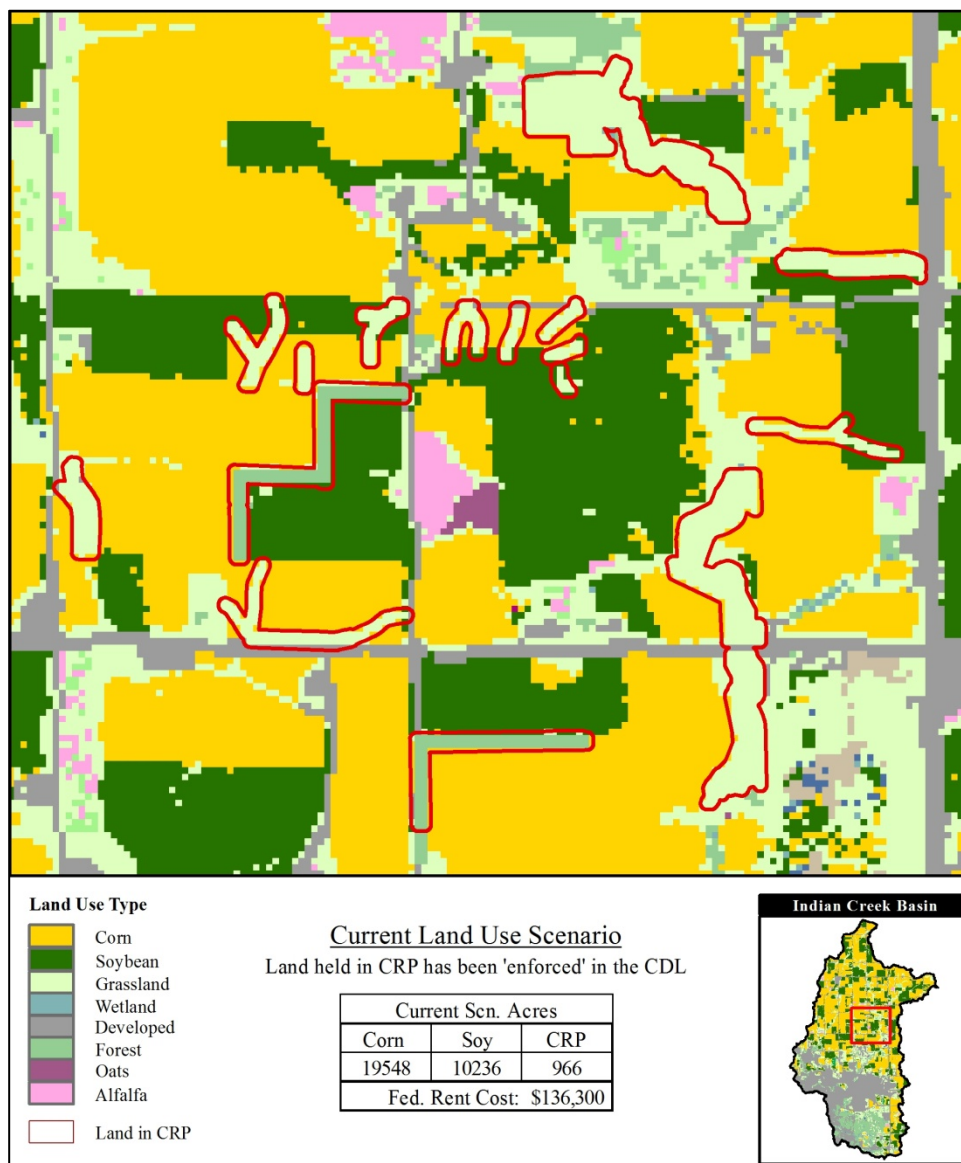 Land Use Type
Corn
Soybean
Grassland
Wetland
Developed
Forest
Oats
Alfalfa
Land in CRP
Current Land Use Scenario
Land held in CRP has been 'enforced' in the CDL
Current Scn. Acres
Corn Soy CRP
19548 10236 966
Fed. Rent Cost: $136,300
Indian Creek Basin